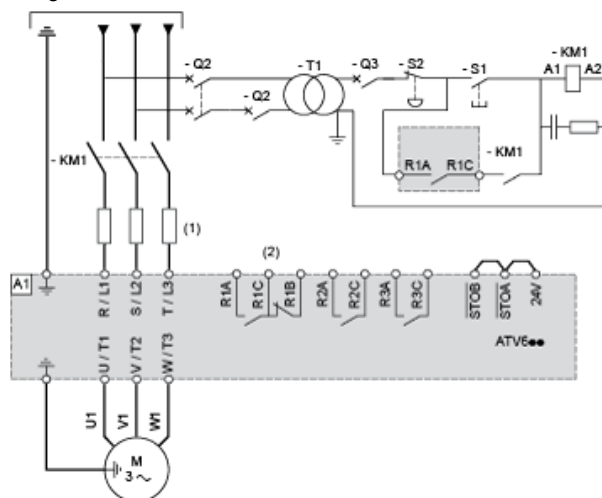 - Q2
- T1
- Q3
- S2
- S1
- KM1
A1
A2
- Q2
- KM1
R1A
R1C
- KM1
(1)
(2)
A1
R / L1
S / L2
T / L3
R1A
R1C
R1B
R2A
R2C
R3A
R3C
STOB
STOA
24V
ATV6●●
U / T1
V / T2
W / T3
U1
V1
W1
M
3 ~